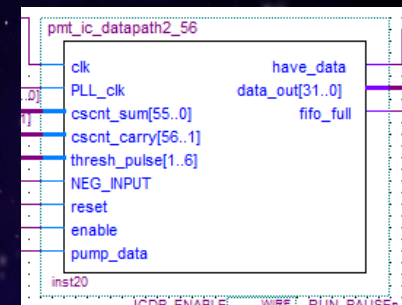 pmt_ic_datapath2_56
clk
have_data
PLL_clk
data_out[31..0]
cscnt_sum[55..0]
fifo_full
cscnt_carry[56..1]
thresh_pulse[1..6]
NEG_INPUT
reset
enable
pump_data
inst20